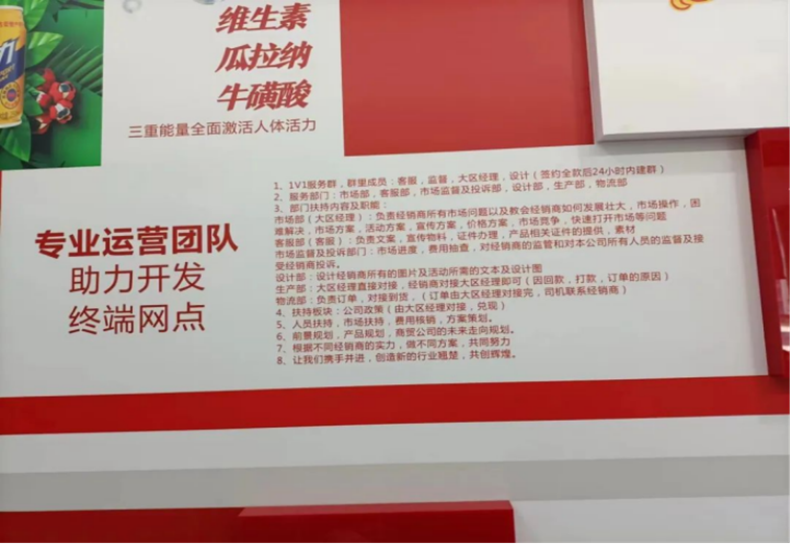 维生素
瓜拉纳
牛磺酸
三重能量全面激活人体活力
专业运营团队
助力开发
终端网点
1、1V1服务群，群里成员：客服，监督，大区经理，设计（签约全款后24小时内建群）
2、服务部门：市场部，客服部，市场监督及投诉部，设计部，生产部，物流部
3、部门扶持内容及职能：
市场部（大区经理）：负责经销商所有市场问题以及教会经销商如何发展壮大，市场操作，困
难解决，市场方案，活动方案，宣传方案，价格方案，市场竞争，快速打开市场等问题
客服部（客服）：负责文案，宣传物料，证件办理，产品相关证件的提供，素材
市场监督及投诉部门：市场进度，费用抽查，对经销商的监管和对本公司所有人员的监督及接
受经销商投诉。
设计部：设计经销商所有的图片及活动所需的文本及设计图
生产部：大区经理直接对接，经销商对接大区经理即可（因回款，打款，订单的原因）
物流部：负责订单，对接到货，（订单由大区经理对接完，司机联系经销商）
4、扶持板块：公司政策（由大区经理对接，兑现）
5、人员扶持，市场扶持，费用核销，方案策划。
6、前景规划，产品规划，商贸公司的未来走向规划。
7、根据不同经销商的实力，做不同方案，共同努力
8、让我们携手并进，创造新的行业翘楚，共创辉煌。